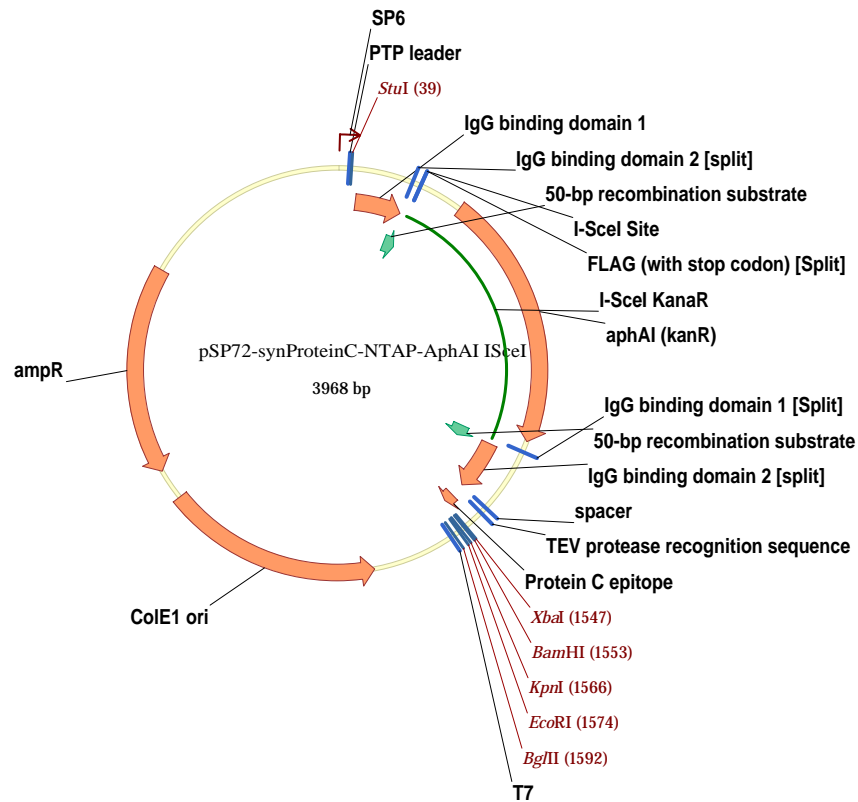 SP6
PTP leader
StuI (39)
IgG binding domain 1
IgG binding domain 2 [split]
50-bp recombination substrate
I-SceI Site
FLAG (with stop codon) [Split]
I-SceI KanaR
aphAI (kanR)
pSP72-synProteinC-NTAP-AphAI ISceI
3968 bp
ampR
IgG binding domain 1 [Split]
50-bp recombination substrate
IgG binding domain 2 [split]
spacer
TEV protease recognition sequence
Protein C epitope
ColE1 ori
XbaI (1547)
BamHI (1553)
KpnI (1566)
EcoRI (1574)
BglII (1592)
T7